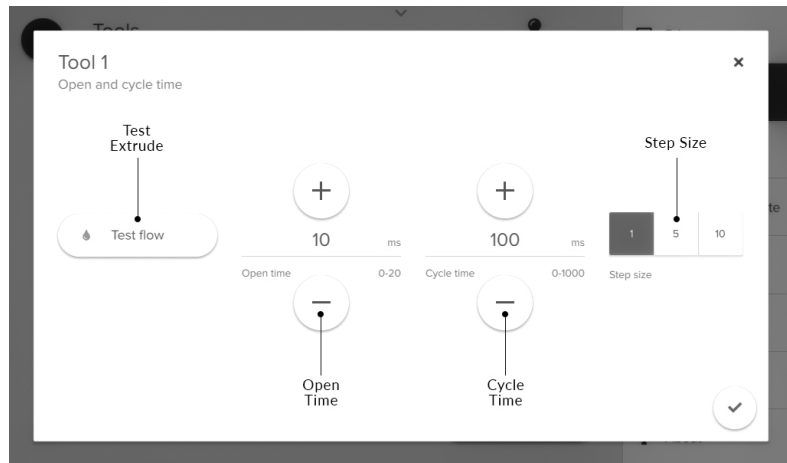 Tools
Tool 1
Open and cycle time
Test
Extrude
Step Size
Test flow
10 ms
100 ms
1 5 10
Open time 0-20
Cycle time 0-1000
Step size
te
Open
Time
Cycle
Time